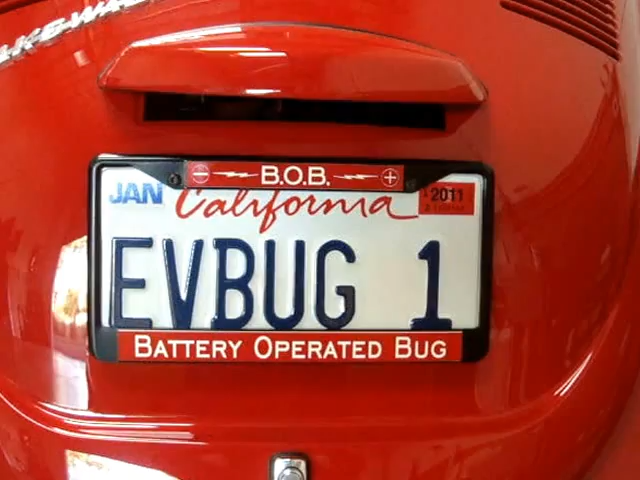 B.O.B.
JAN California 2011
EVBUG 1
BATTERY OPERATED BUG